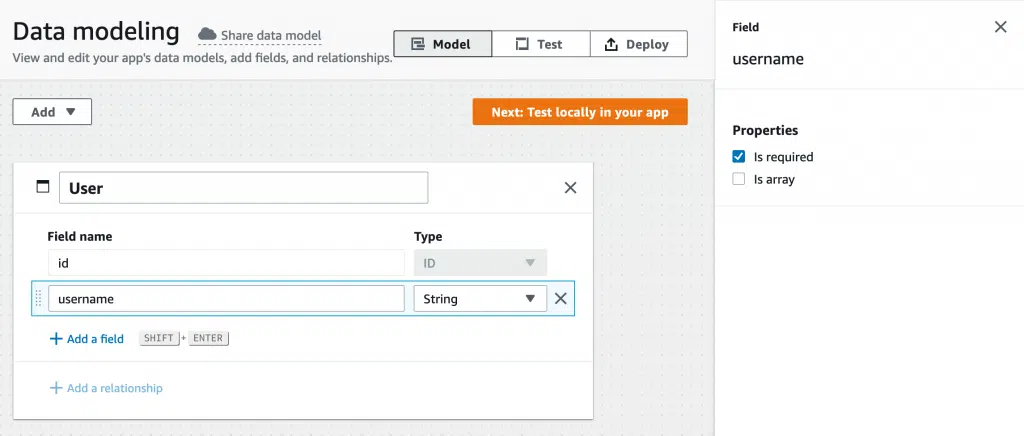 Data modeling
Share data model
View and edit your app's data models, add fields, and relationships.
Model
Test
Deploy
Add
Next: Test locally in your app
User
Field name
Type
id
ID
username
String
Add a field
SHIFT + ENTER
Add a relationship
Field
username
Properties
Is required
Is array